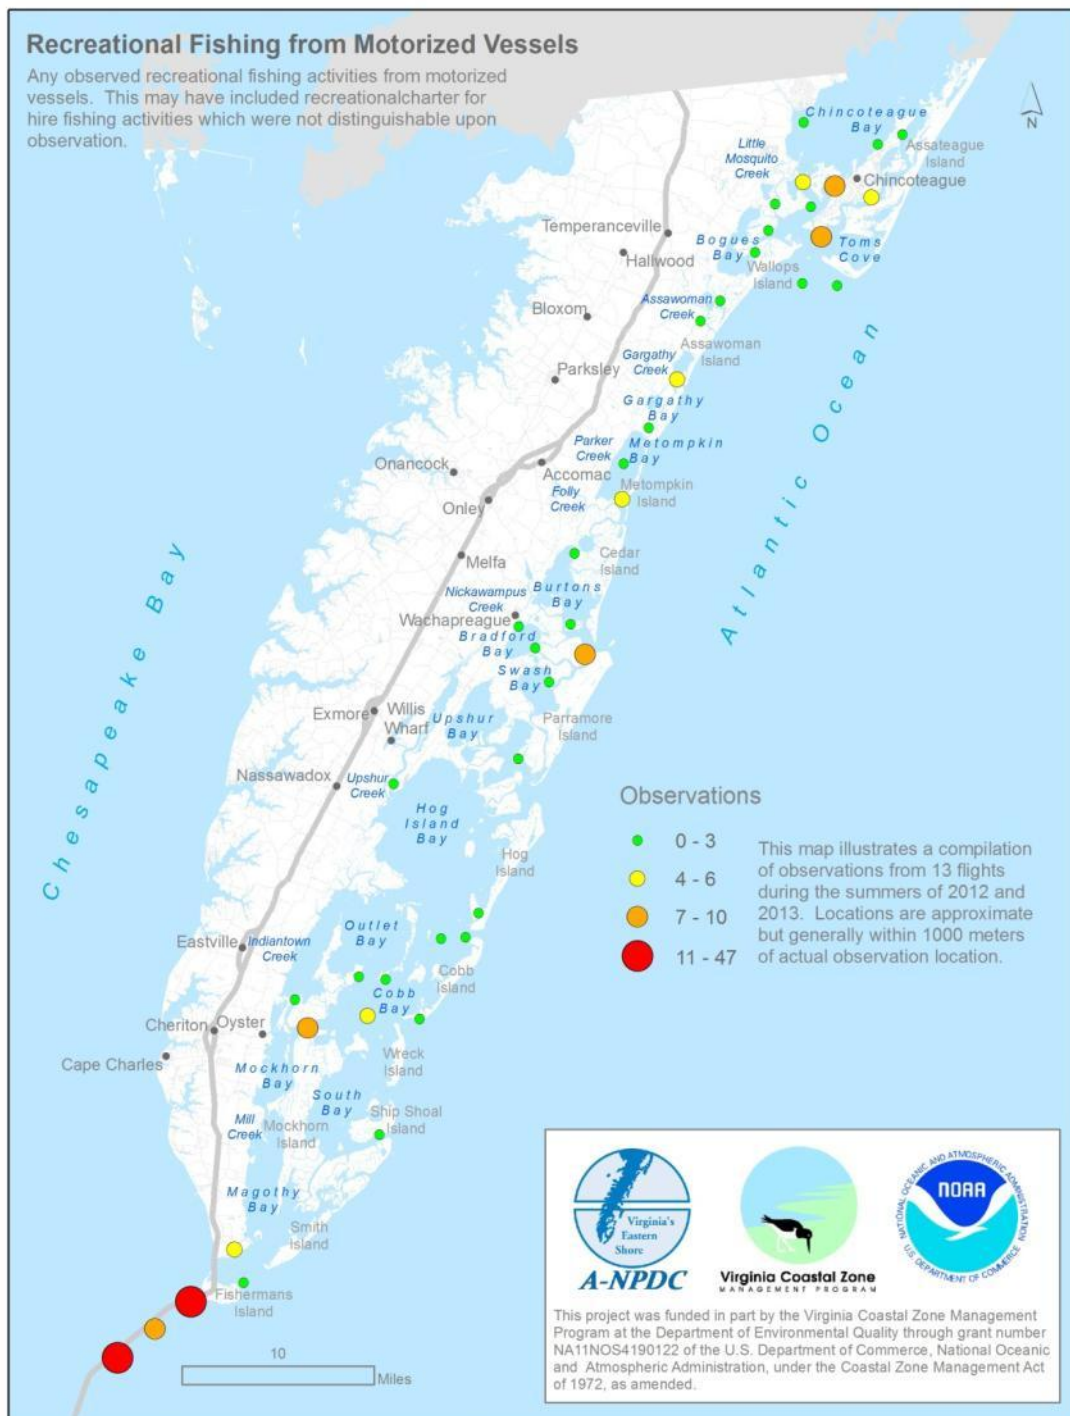 Recreational Fishing from Motorized Vessels
Any observed recreational fishing activities from motorized
vessels. This may have included recreationalcharter for
hire fishing activities which were not distinguishable upon
observation.
N
Chincoteague
Bay
Assateague
Island
Little
Mosquito
Creek
Chincoteague
Temperanceville
Hallwood
Bogues
Bay
Toms
Cove
Wallops
Island
Bloxom
Assawoman
Creek
Assawoman
Island
Parksley
Gargathy
Creek
Gargathy
Bay
Parker
Creek
Metompkin
Bay
Onancock
Accomac
Metompkin
Island
Folly
Creek
Onley
Atlantic Ocean
Melfa
Cedar
Island
Nickawampus
Creek
Burtons
Bay
Wachapreague
Bradford
Bay
Swash
Bay
Chesapeake Bay
Exmore
Willis
Wharf
Upshur
Bay
Parramore
Island
Nassawadox
Upshur
Creek
Hog
Island
Bay
Hog
Island
Observations
0 - 3
4 - 6
7 - 10
11 - 47
This map illustrates a compilation
of observations from 13 flights
during the summers of 2012 and
2013. Locations are approximate
but generally within 1000 meters
of actual observation location.
Eastville
Indiantown
Creek
Outlet
Bay
Cobb
Island
Cobb
Bay
Cheriton
Oyster
Cape Charles
Wreck
Island
Mockhorn
Bay
South
Bay
Ship Shoal
Island
Mill
Creek
Mockhorn
Island
Magothy
Bay
Smith
Island
Fishermans
Island
10
Miles
Virginia's
Eastern
Shore
A-NPDC
Virginia Coastal Zone
MANAGEMENT PROGRAM
NATIONAL OCEANIC AND ATMOSPHERIC ADMINISTRATION
NOAA
U.S. DEPARTMENT OF COMMERCE
This project was funded in part by the Virginia Coastal Zone Management
Program at the Department of Environmental Quality through grant number
NA11NOS4190122 of the U.S. Department of Commerce, National Oceanic
and Atmospheric Administration, under the Coastal Zone Management Act
of 1972, as amended.